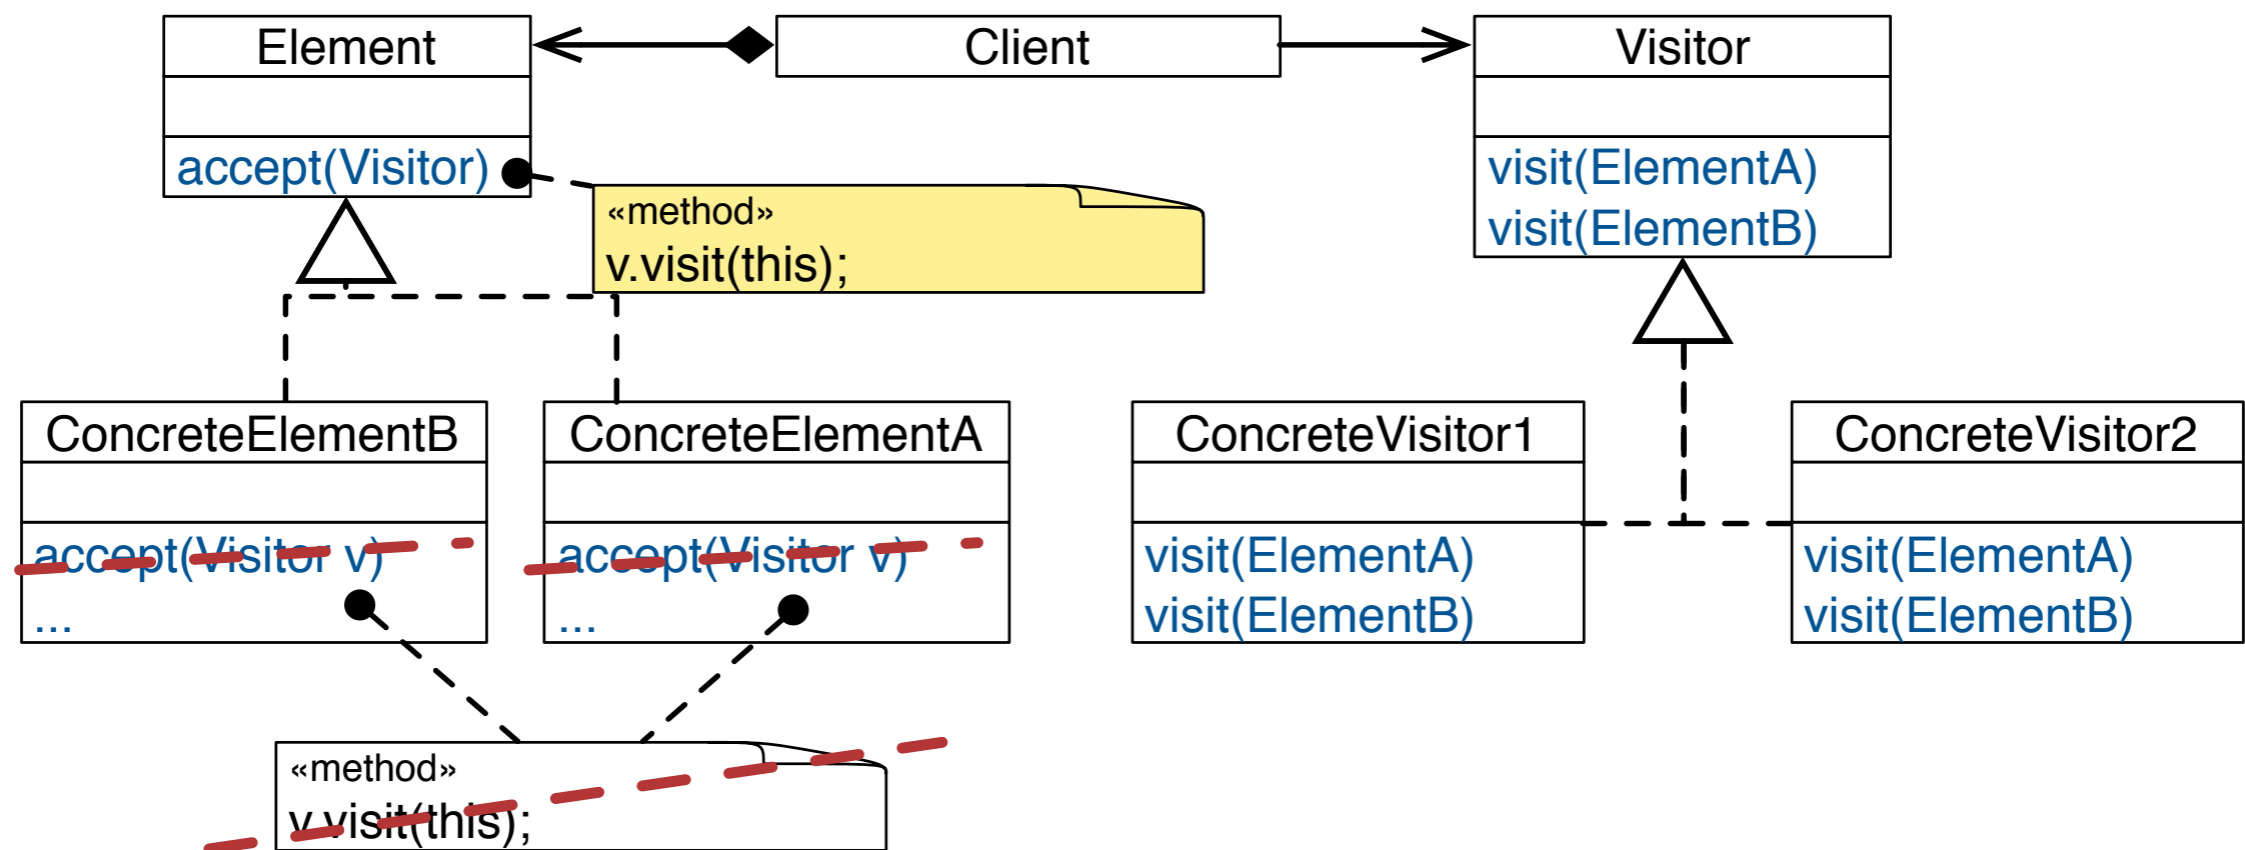 Element
Client
Visitor
accept(Visitor)
«method»
v.visit(this);
visit(ElementA)
visit(ElementB)
ConcreteElementB
ConcreteElementA
ConcreteVisitor1
ConcreteVisitor2
accept(Visitor v)
...
accept(Visitor v)
...
visit(ElementA)
visit(ElementB)
visit(ElementA)
visit(ElementB)
«method»
v.visit(this);